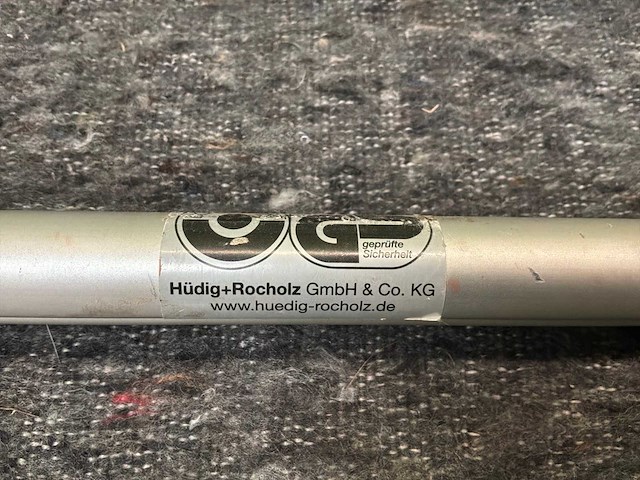 geprüfte
Sicherheit
Hüdig+Rocholz GmbH & Co. KG
www.huedig-rocholz.de